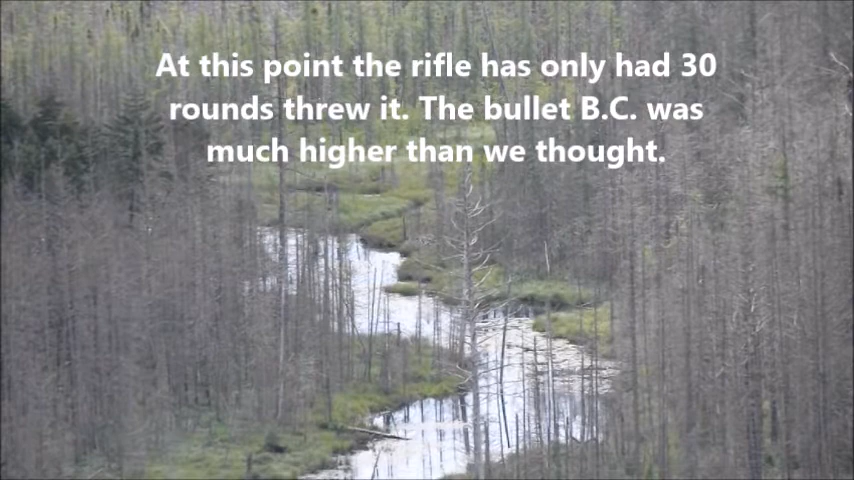 At this point the rifle has only had 30
rounds threw it. The bullet B.C. was
much higher than we thought.